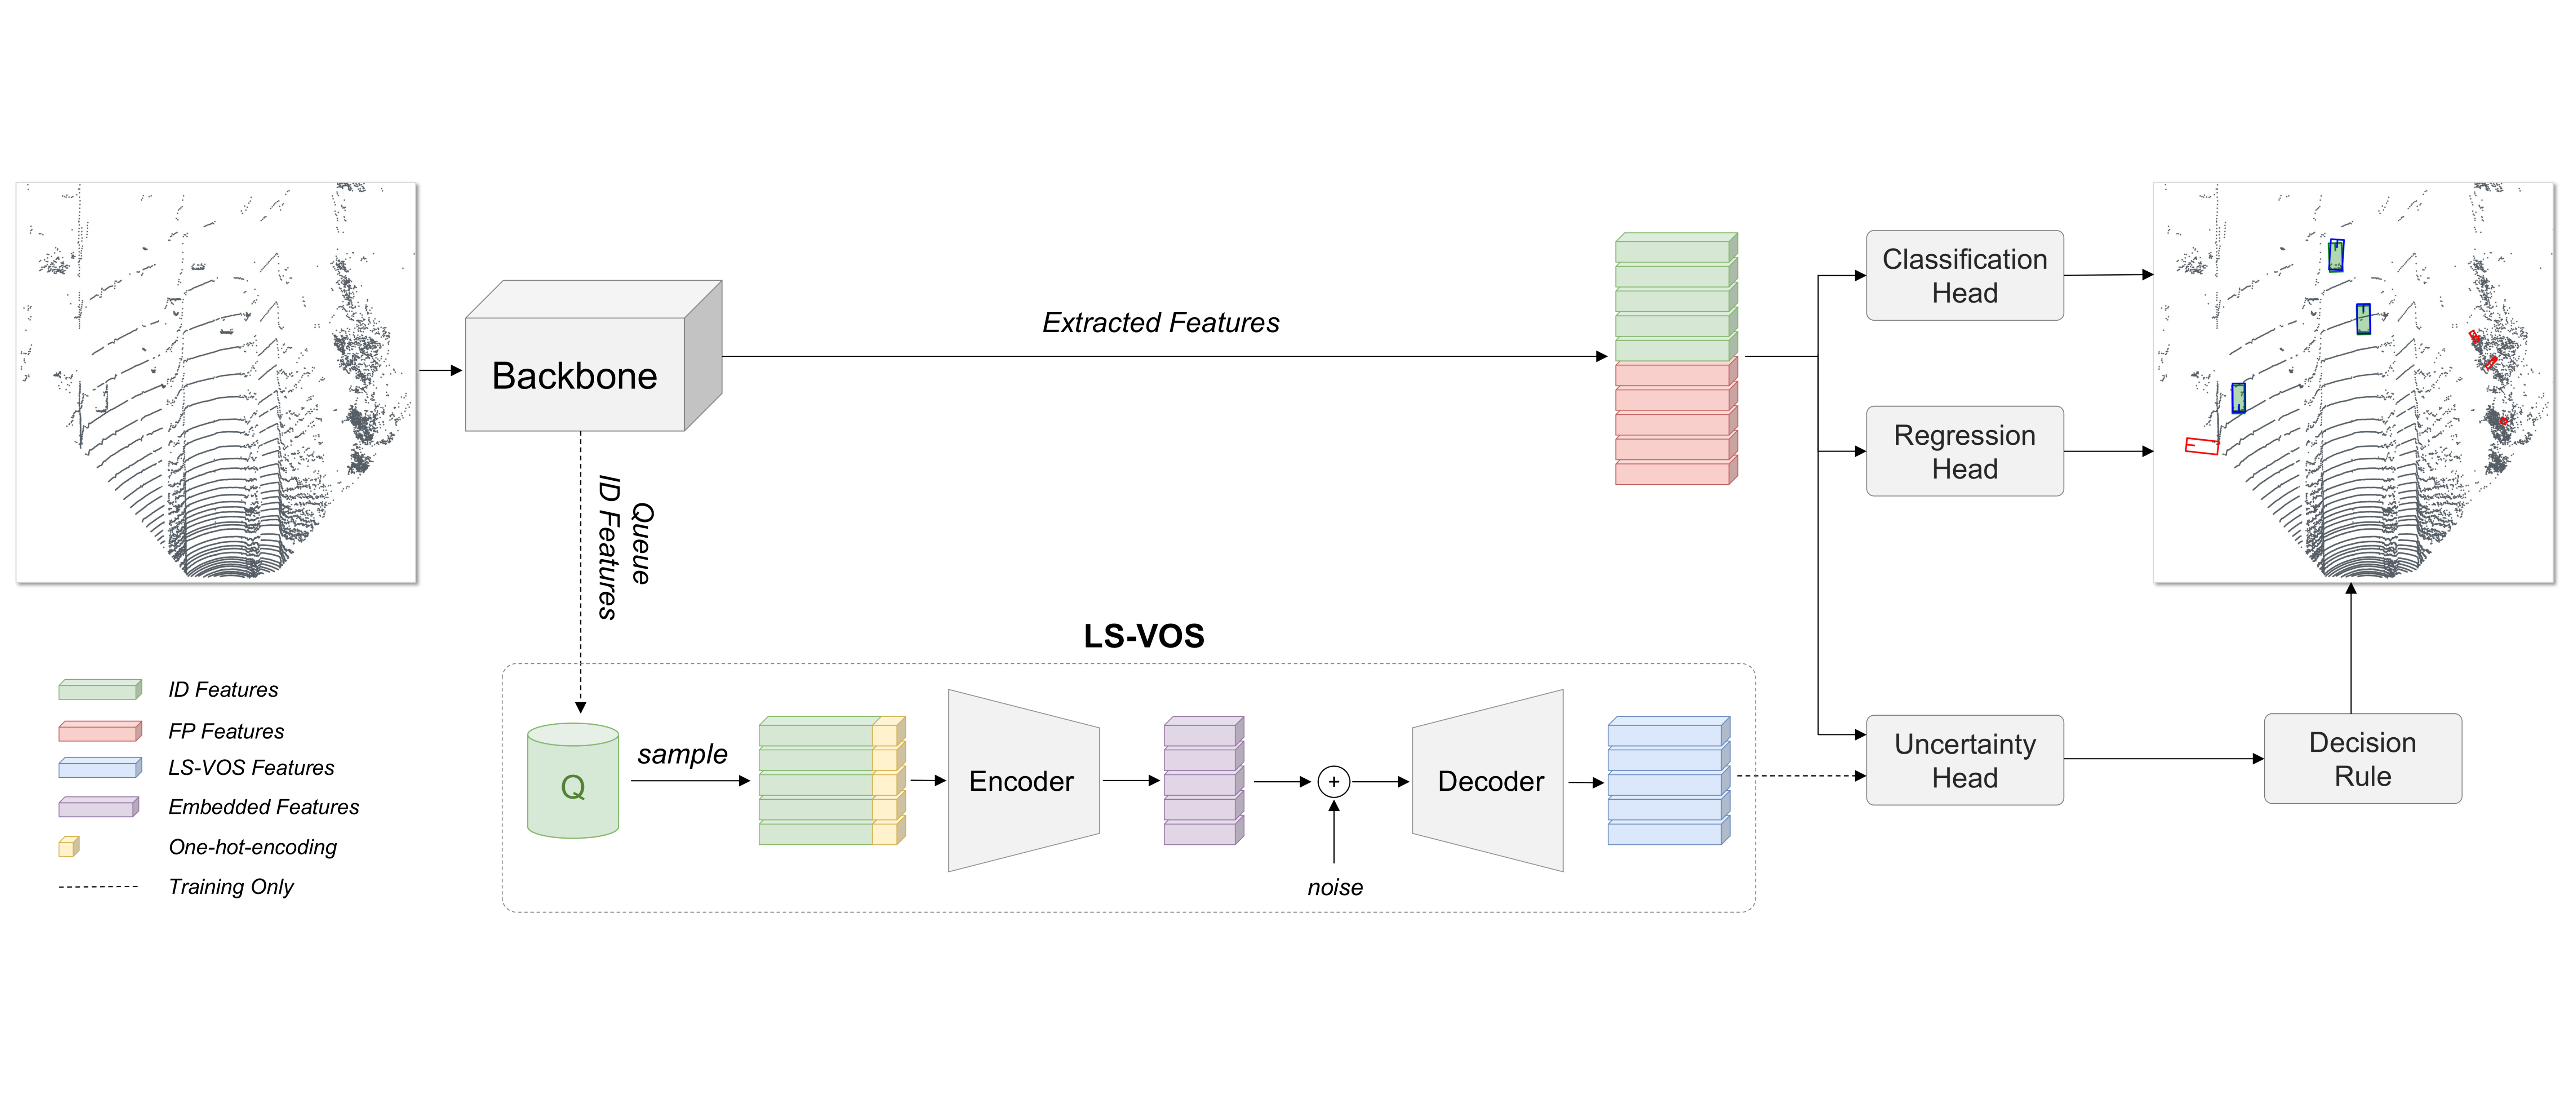 Backbone
Extracted Features
Classification
Head
Regression
Head
Queue
ID Features
LS-VOS
Q
sample
Encoder
+
noise
Decoder
Uncertainty
Head
Decision
Rule
ID Features
FP Features
LS-VOS Features
Embedded Features
One-hot-encoding
Training Only